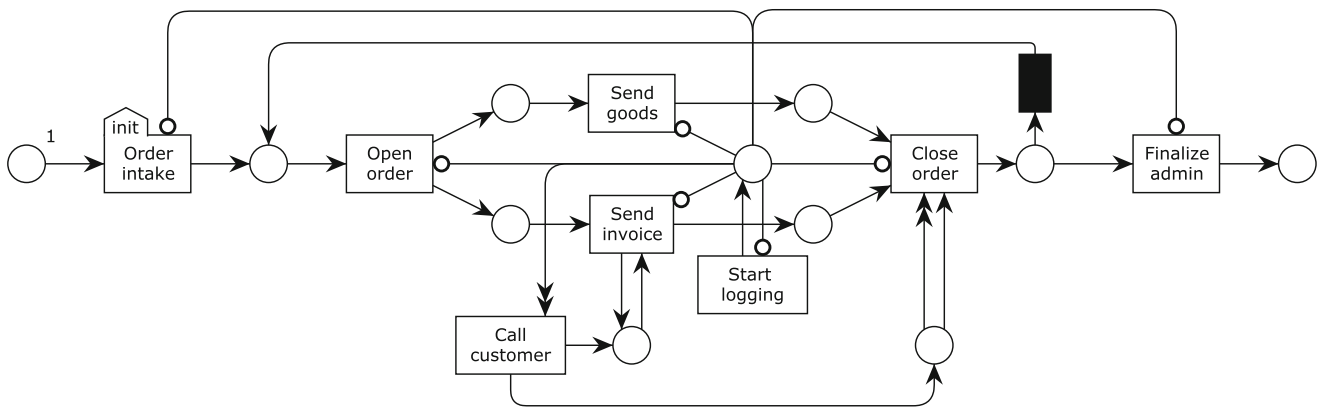 1
init
Order
intake
Open
order
Send
goods
Send
invoice
Call
customer
Start
logging
Close
order
Finalize
admin